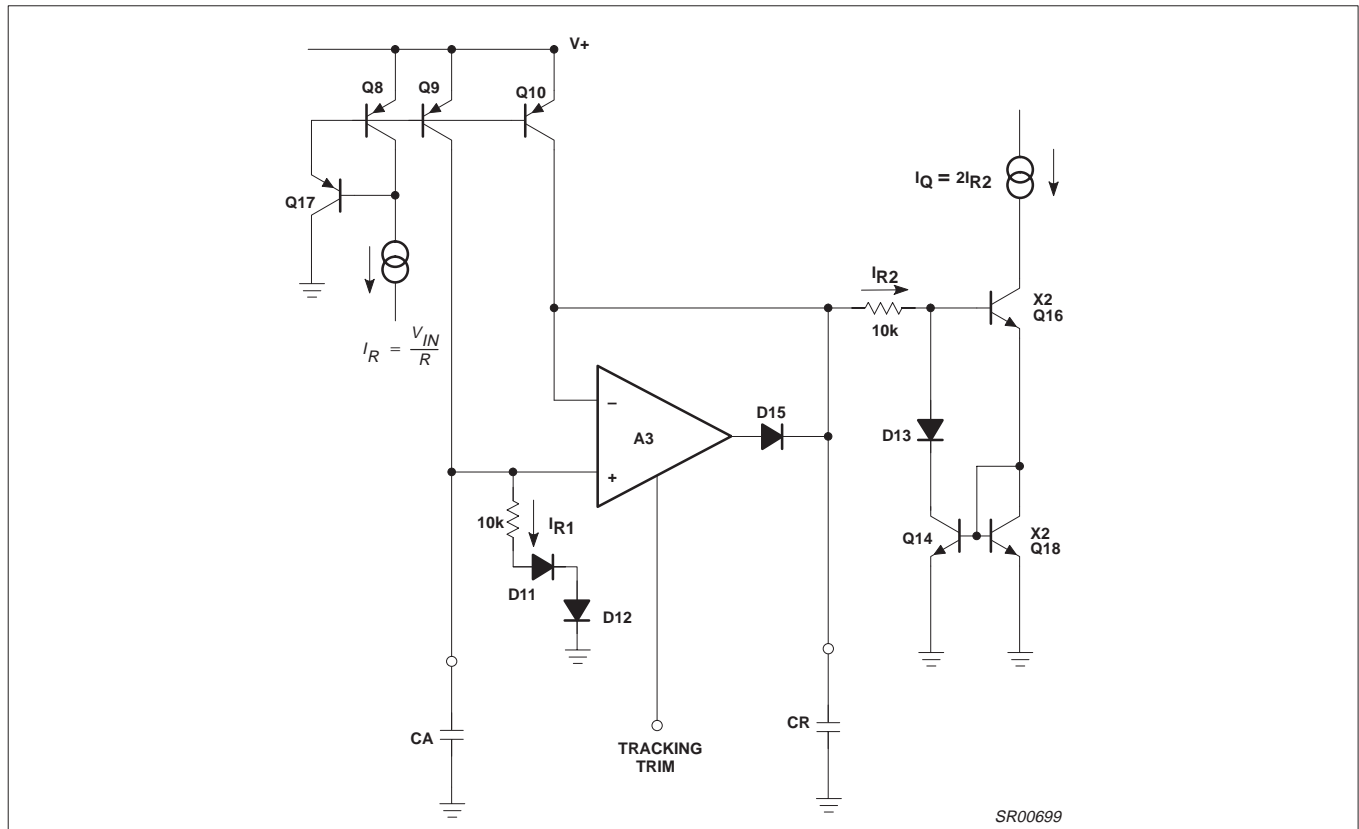 V+
Q8
Q9
Q10
Q17
I_R = V_IN / R
I_Q = 2I_R2
I_R2
10k
X2
Q16
D15
A3
–
+
D13
10k
I_R1
Q14
X2
Q18
D11
D12
CA
TRACKING
TRIM
CR
SR00699